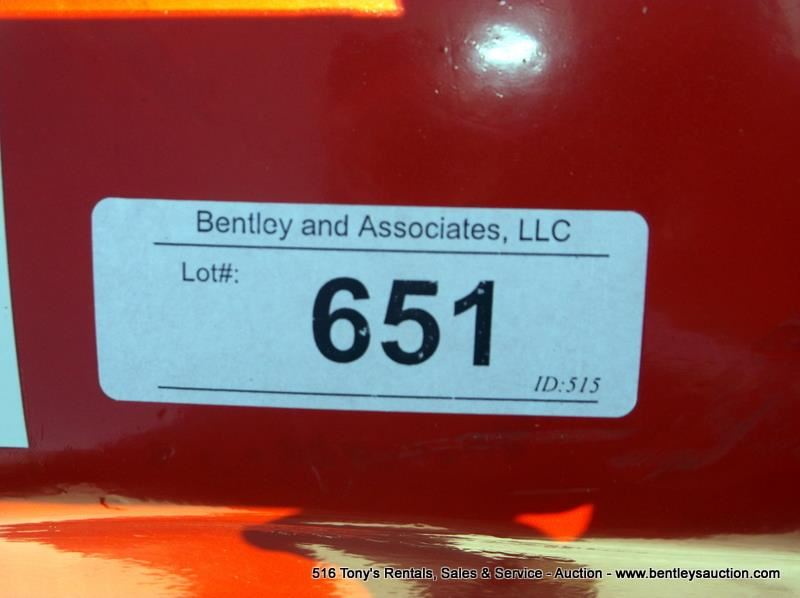 Bentley and Associates, LLC
Lot#:
651
ID:515
516 Tony's Rentals, Sales & Service - Auction - www.bentleysauction.com